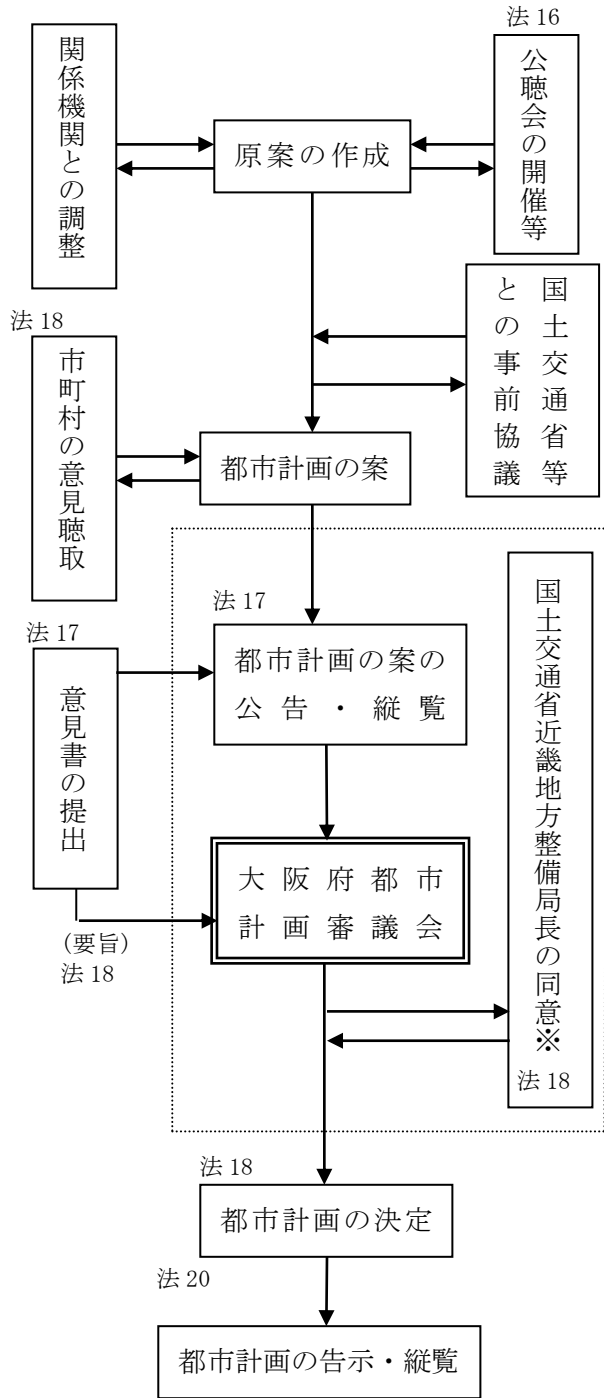 法 16
関係機関との調整
原案の作成
公聴会の開催等
国土交通省等
との事前協議
法 18
市町村の意見聴取
都市計画の案
法 17
都市計画の案の
公告・縦覧
法 17
意見書の提出
大阪府都市
計画審議会
(要旨)
法 18
国土交通省近畿地方整備局長の同意※
法 18
法 18
都市計画の決定
法 20
都市計画の告示・縦覧